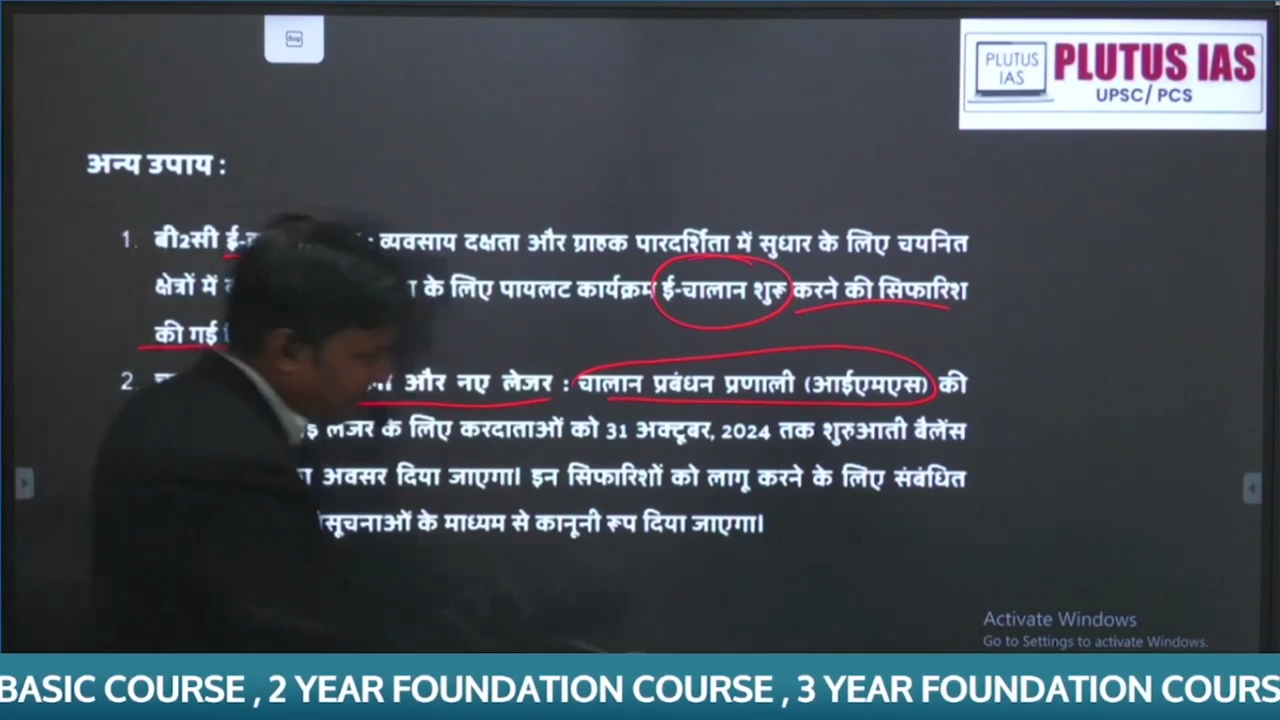 PLUTUS IAS
PLUTUS IAS
UPSC/ PCS
अन्य उपाय :
1. बी2सी व्यवसाय दक्षता और ग्राहक पारदर्शिता में सुधार के लिए चयनित
क्षेत्रों में के लिए पायलट कार्यक्रम ई-चालान शुरू करने की सिफारिश
की गई
2. और नए लेजर : चालान प्रबंधन प्रणाली (आईएमएस) की
लेजर के लिए करदाताओं को 31 अक्टूबर, 2024 तक शुरुआती बैलेंस
अवसर दिया जाएगा। इन सिफारिशों को लागू करने के लिए संबंधित
के माध्यम से कानूनी रूप दिया जाएगा।
Activate Windows
Go to Settings to activate Windows.
BASIC COURSE , 2 YEAR FOUNDATION COURSE , 3 YEAR FOUNDATION COURS